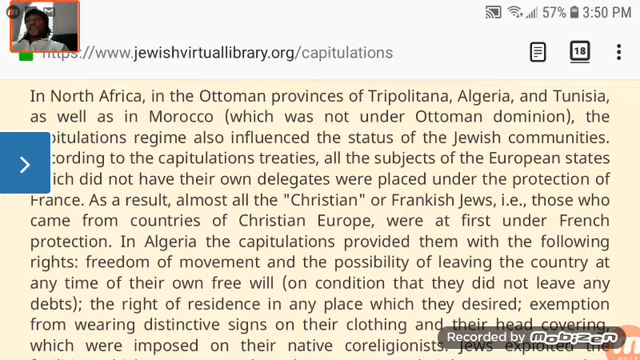 57% 3:50 PM
https://www.jewishvirtuallibrary.org/capitulations
18
In North Africa, in the Ottoman provinces of Tripolitana, Algeria, and Tunisia,
as well as in Morocco (which was not under Ottoman dominion), the
apitulations regime also influenced the status of the Jewish communities.
ccording to the capitulations treaties, all the subjects of the European states
which did not have their own delegates were placed under the protection of
France. As a result, almost all the "Christian" or Frankish Jews, i.e., those who
came from countries of Christian Europe, were at first under French
protection. In Algeria the capitulations provided them with the following
rights: freedom of movement and the possibility of leaving the country at
any time of their own free will (on condition that they did not leave any
debts); the right of residence in any place which they desired; exemption
from wearing distinctive signs on their clothing and their head covering,
Recorded by MOBIZEN
which were imposed on their native coreligionists. Jews exploited the